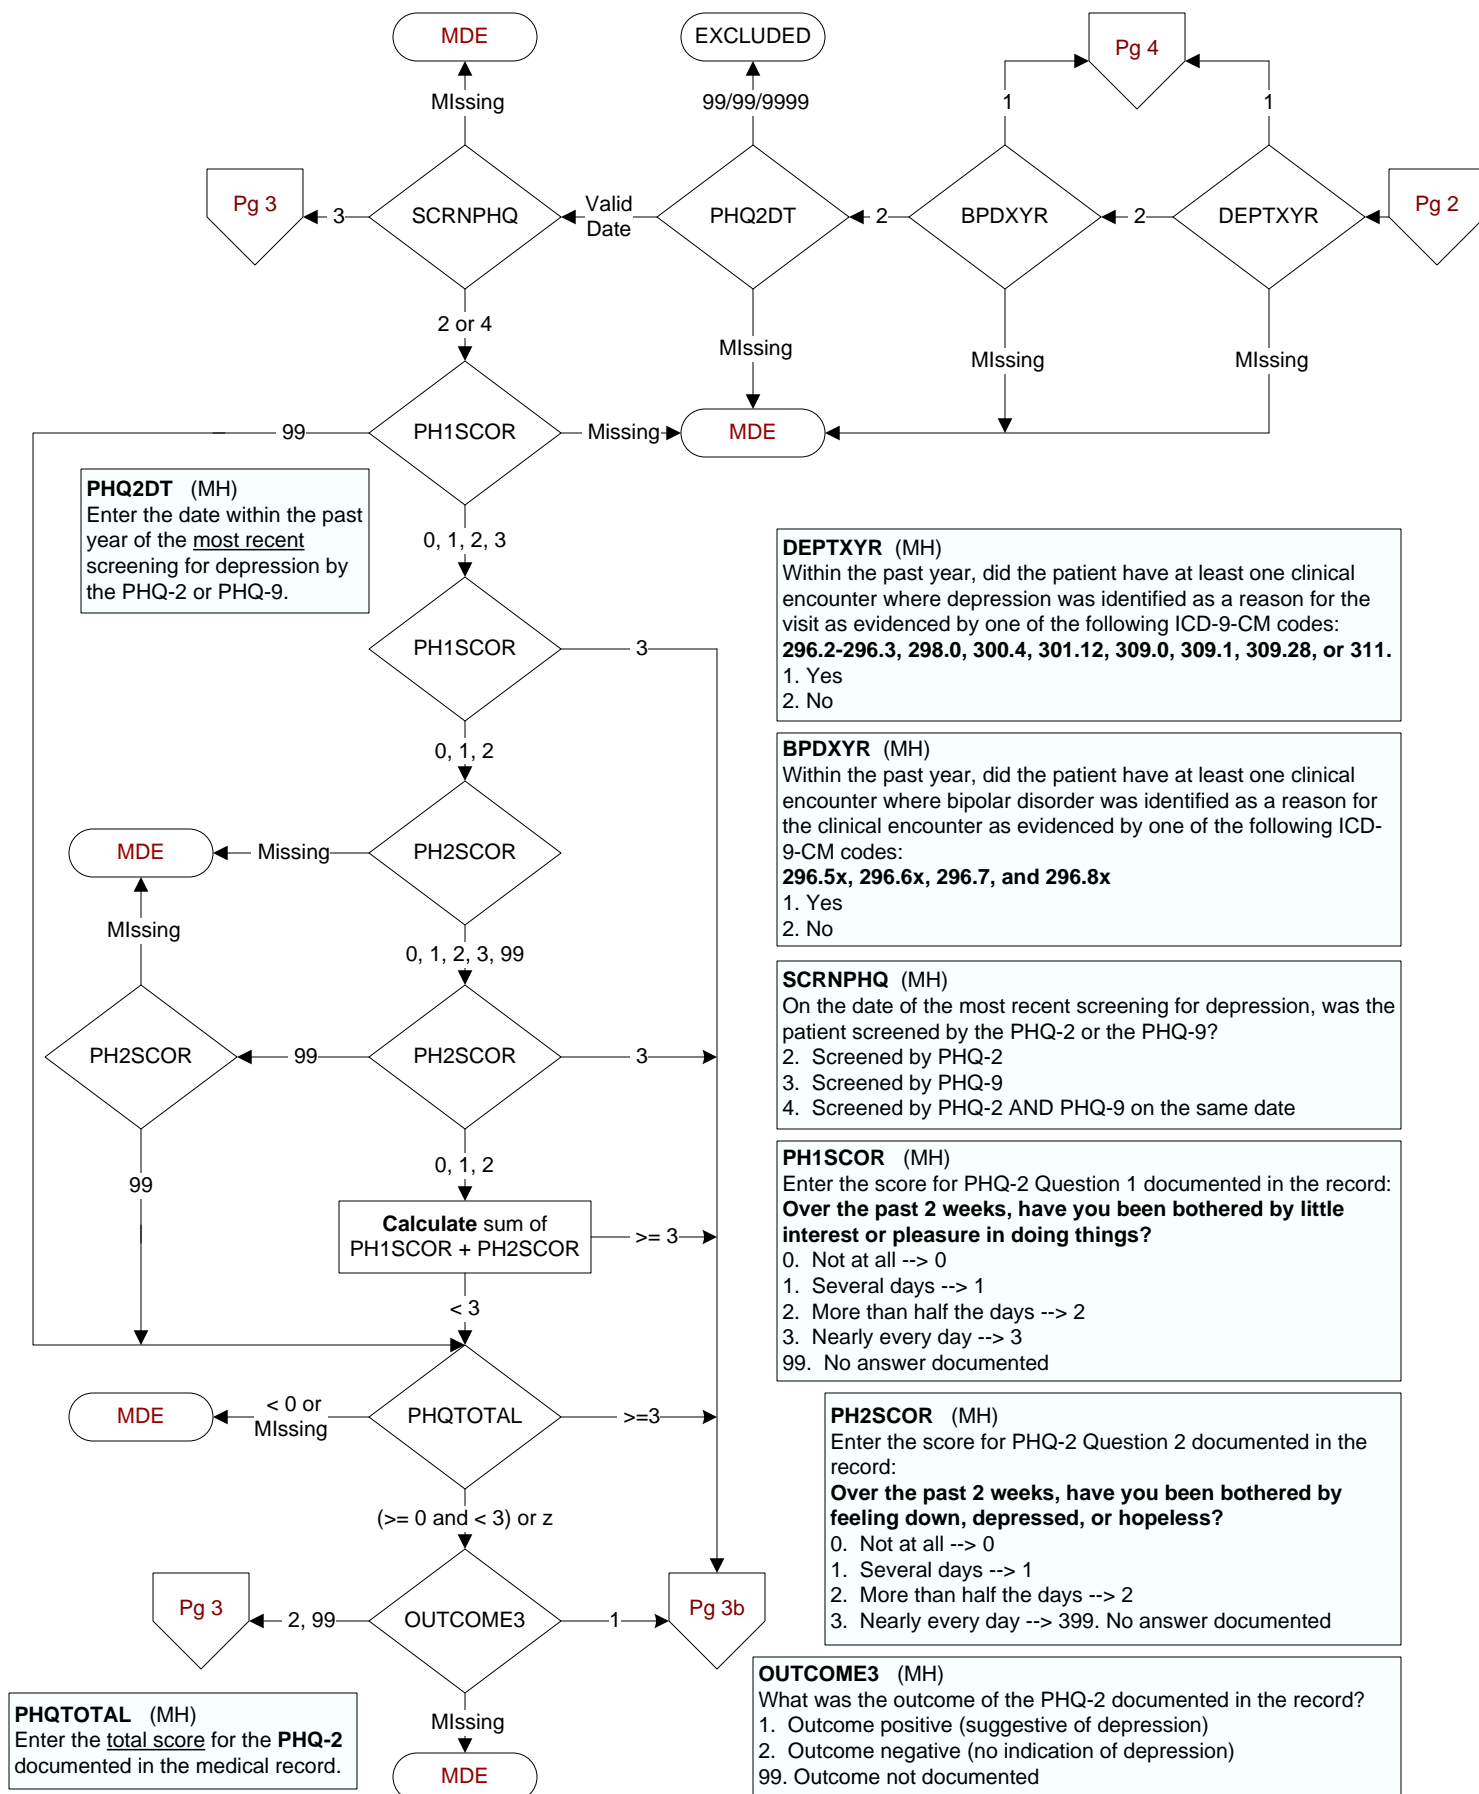 MDE
EXCLUDED
Pg 4
MIssing
99/99/9999
1
1
Pg 3
3
SCRNPHQ
Valid
Date
PHQ2DT
2
BPDXYR
2
DEPTXYR
Pg 2
2 or 4
MIssing
MIssing
MIssing
99
PH1SCOR
Missing
MDE
PHQ2DT (MH)
Enter the date within the past
year of the most recent
screening for depression by
the PHQ-2 or PHQ-9.
0, 1, 2, 3
PH1SCOR
3
0, 1, 2
MDE
Missing
PH2SCOR
MIssing
0, 1, 2, 3, 99
PH2SCOR
99
PH2SCOR
3
99
0, 1, 2
Calculate sum of
PH1SCOR + PH2SCOR
>= 3
< 3
MDE
< 0 or
MIssing
PHQTOTAL
>=3
(>= 0 and < 3) or z
Pg 3
2, 99
OUTCOME3
1
Pg 3b
MIssing
MDE
PHQTOTAL (MH)
Enter the total score for the PHQ-2
documented in the medical record.
DEPTXYR (MH)
Within the past year, did the patient have at least one clinical
encounter where depression was identified as a reason for the
visit as evidenced by one of the following ICD-9-CM codes:
296.2-296.3, 298.0, 300.4, 301.12, 309.0, 309.1, 309.28, or 311.
1. Yes
2. No
BPDXYR (MH)
Within the past year, did the patient have at least one clinical
encounter where bipolar disorder was identified as a reason for
the clinical encounter as evidenced by one of the following ICD-
9-CM codes:
296.5x, 296.6x, 296.7, and 296.8x
1. Yes
2. No
SCRNPHQ (MH)
On the date of the most recent screening for depression, was the
patient screened by the PHQ-2 or the PHQ-9?
2. Screened by PHQ-2
3. Screened by PHQ-9
4. Screened by PHQ-2 AND PHQ-9 on the same date
PH1SCOR (MH)
Enter the score for PHQ-2 Question 1 documented in the record:
Over the past 2 weeks, have you been bothered by little
interest or pleasure in doing things?
0. Not at all --> 0
1. Several days --> 1
2. More than half the days --> 2
3. Nearly every day --> 3
99. No answer documented
PH2SCOR (MH)
Enter the score for PHQ-2 Question 2 documented in the
record:
Over the past 2 weeks, have you been bothered by
feeling down, depressed, or hopeless?
0. Not at all --> 0
1. Several days --> 1
2. More than half the days --> 2
3. Nearly every day --> 399. No answer documented
OUTCOME3 (MH)
What was the outcome of the PHQ-2 documented in the record?
1. Outcome positive (suggestive of depression)
2. Outcome negative (no indication of depression)
99. Outcome not documented